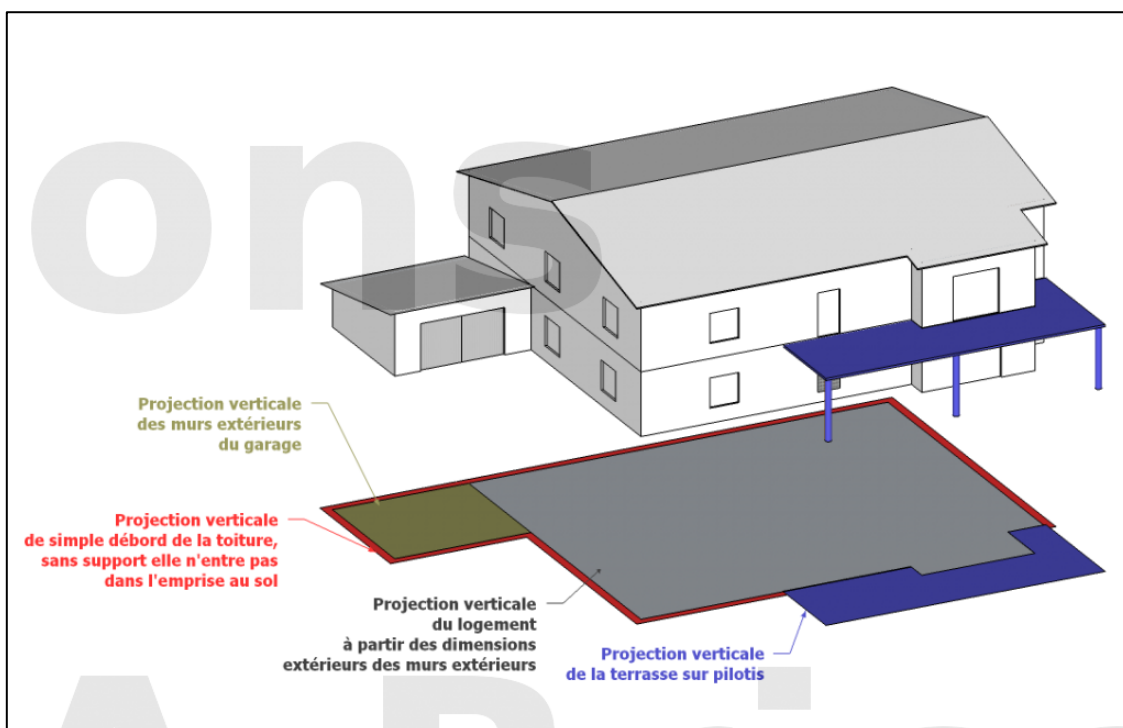 ons
Projection verticale
des murs extérieurs
du garage
Projection verticale
de simple débord de la toiture,
sans support elle n'entre pas
dans l'emprise au sol
Projection verticale
du logement
à partir des dimensions
extérieurs des murs extérieurs
Projection verticale
de la terrasse sur pilotis